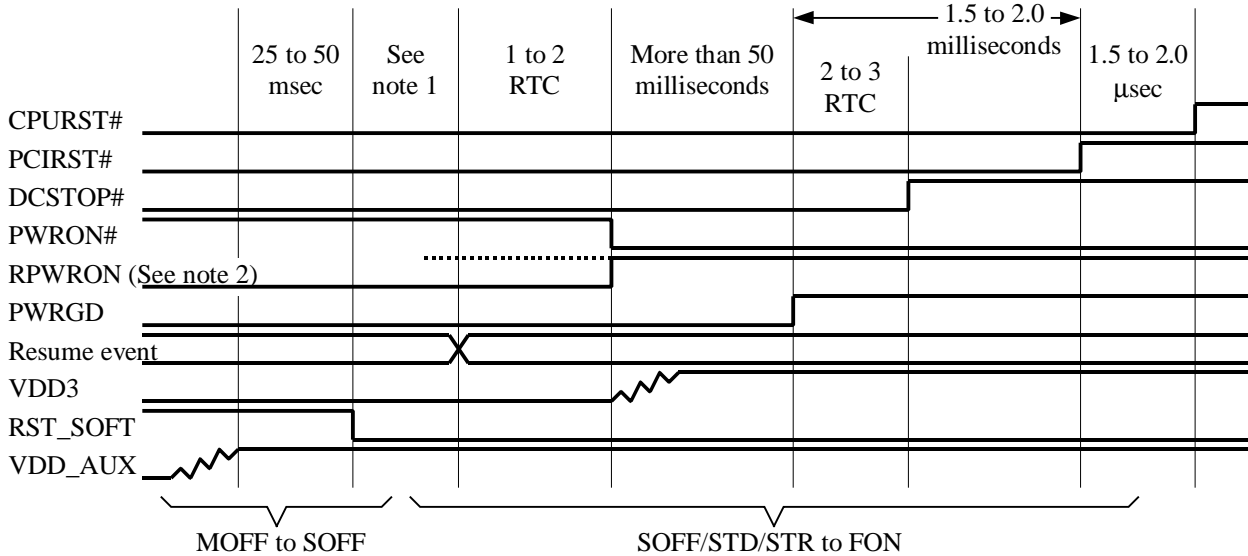 1.5 to 2.0
milliseconds
25 to 50
msec
See
note 1
1 to 2
RTC
More than 50
milliseconds
2 to 3
RTC
1.5 to 2.0
μsec
CPURST#
PCIRST#
DCSTOP#
PWRON#
RPWRON (See note 2)
PWRGD
Resume event
VDD3
RST_SOFT
VDD_AUX
MOFF to SOFF
SOFF/STD/STR to FON